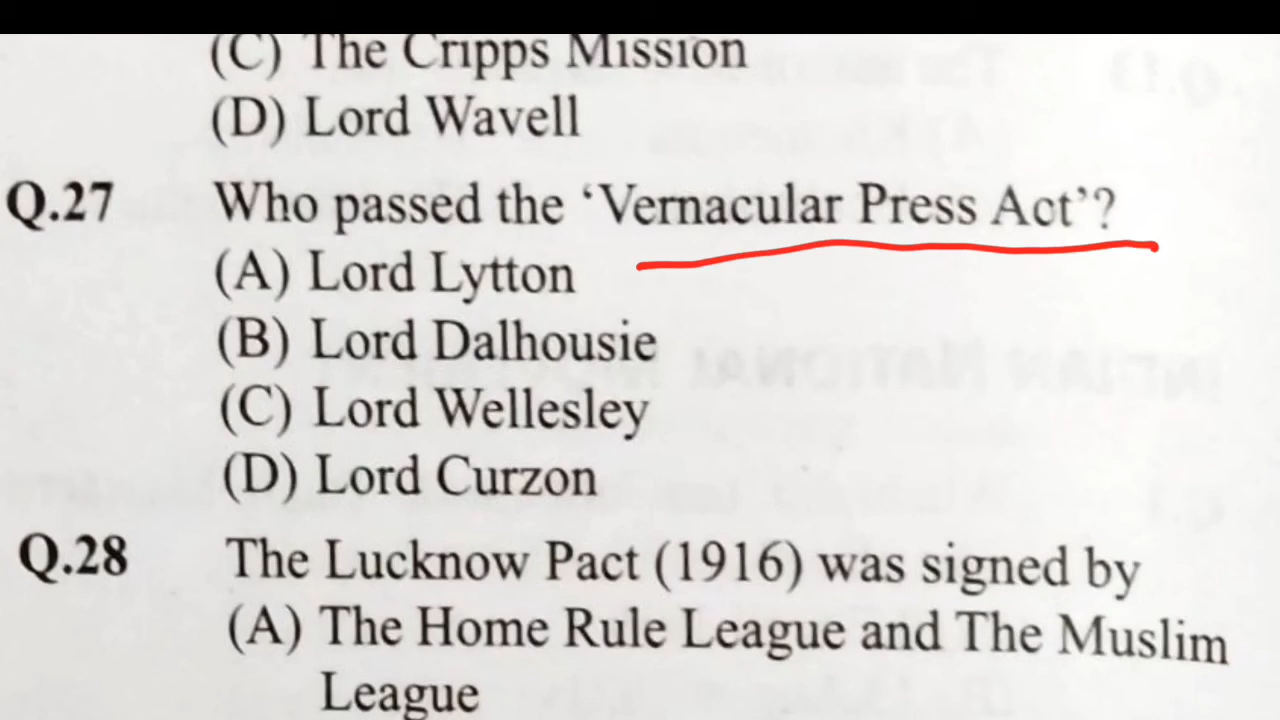 (C) The Cripps Mission
(D) Lord Wavell
Q.27 Who passed the ‘Vernacular Press Act’?
(A) Lord Lytton
(B) Lord Dalhousie
(C) Lord Wellesley
(D) Lord Curzon
Q.28 The Lucknow Pact (1916) was signed by
(A) The Home Rule League and The Muslim
League